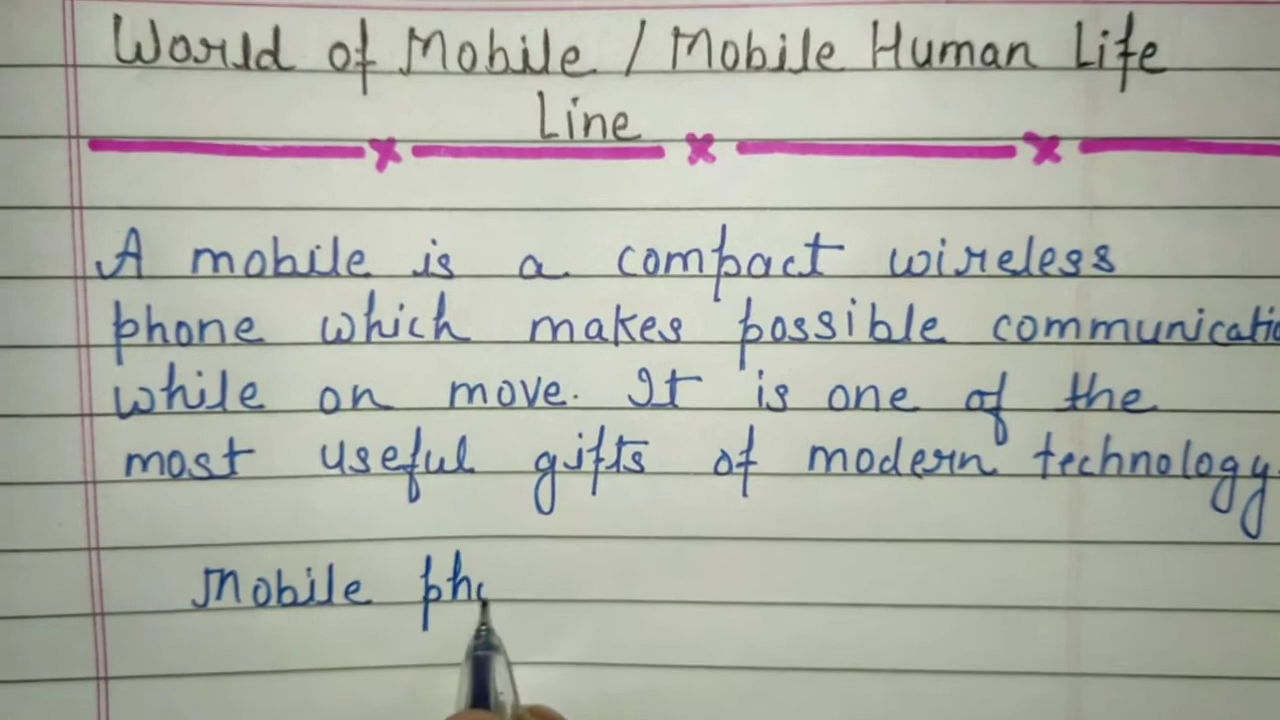 World of Mobile / Mobile Human Life
Line
A mobile is a compact wireless
phone which makes possible communicatio
while on move. It is one of the
most useful gifts of modern technology
Mobile pho